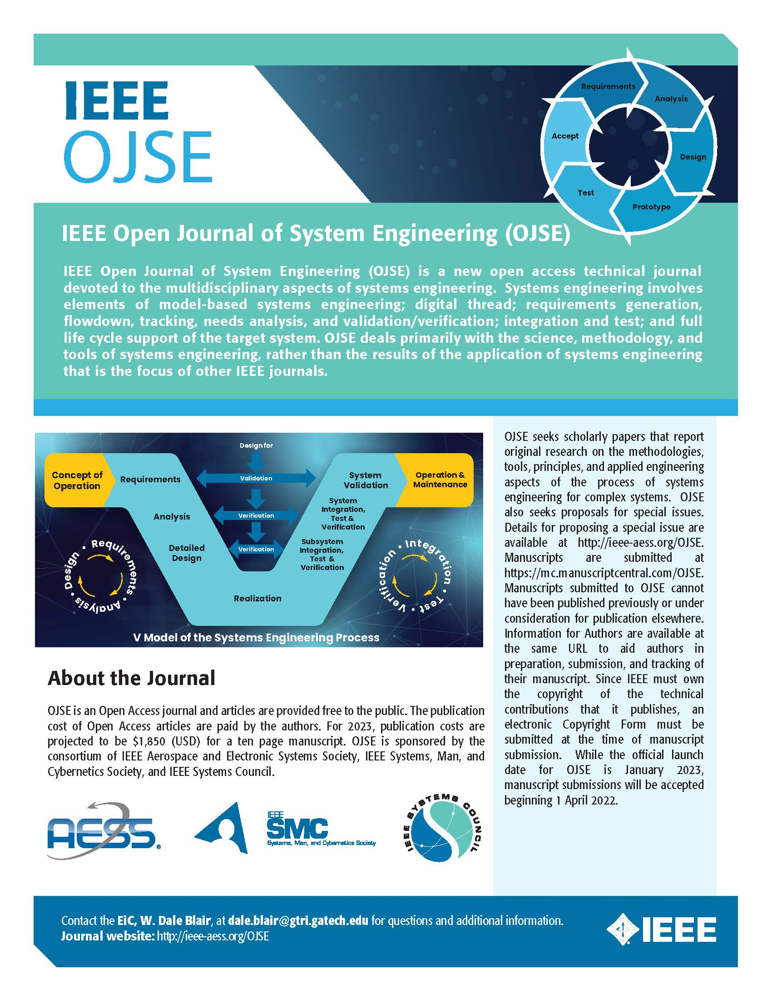 IEEE
OJSE
Requirements
Analysis
Design
Prototype
Test
Accept
IEEE Open Journal of System Engineering (OJSE)
IEEE Open Journal of System Engineering (OJSE) is a new open access technical journal
devoted to the multidisciplinary aspects of systems engineering. Systems engineering involves
elements of model-based systems engineering; digital thread; requirements generation,
flowdown, tracking, needs analysis, and validation/verification; integration and test; and full
life cycle support of the target system. OJSE deals primarily with the science, methodology, and
tools of systems engineering, rather than the results of the application of systems engineering
that is the focus of other IEEE journals.
Design for
Concept of
Operation
Requirements
Validation
System
Validation
Operation &
Maintenance
Analysis
Verification
System
Integration,
Test &
Verification
Detailed
Design
Verification
Subsystem
Integration,
Test &
Verification
Realization
Design • Requirements • Analysis •
Verification • Integration • Test •
V Model of the Systems Engineering Process
About the Journal
OJSE is an Open Access journal and articles are provided free to the public. The publication
cost of Open Access articles are paid by the authors. For 2023, publication costs are
projected to be $1,850 (USD) for a ten page manuscript. OJSE is sponsored by the
consortium of IEEE Aerospace and Electronic Systems Society, IEEE Systems, Man, and
Cybernetics Society, and IEEE Systems Council.
AESS®
IEEE
SMC
Systems, Man, and Cybernetics Society
IEEE SYSTEMS COUNCIL
OJSE seeks scholarly papers that report
original research on the methodologies,
tools, principles, and applied engineering
aspects of the process of systems
engineering for complex systems. OJSE
also seeks proposals for special issues.
Details for proposing a special issue are
available at http://ieee-aess.org/OJSE.
Manuscripts are submitted at
https://mc.manuscriptcentral.com/OJSE.
Manuscripts submitted to OJSE cannot
have been published previously or under
consideration for publication elsewhere.
Information for Authors are available at
the same URL to aid authors in
preparation, submission, and tracking of
their manuscript. Since IEEE must own
the copyright of the technical
contributions that it publishes, an
electronic Copyright Form must be
submitted at the time of manuscript
submission. While the official launch
date for OJSE is January 2023,
manuscript submissions will be accepted
beginning 1 April 2022.
Contact the EiC, W. Dale Blair, at dale.blair@gtri.gatech.edu for questions and additional information.
Journal website: http://ieee-aess.org/OJSE
IEEE